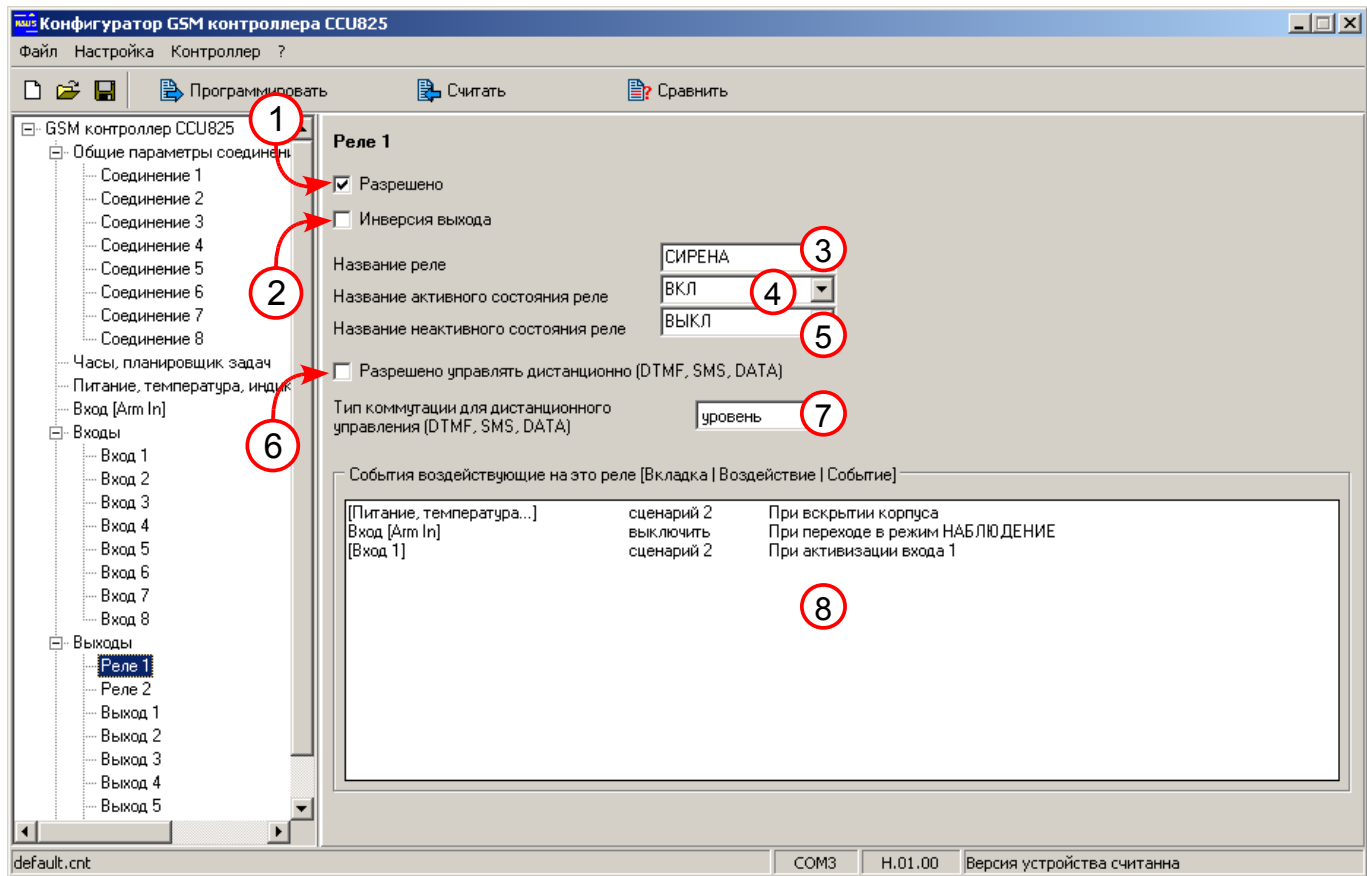 Конфигуратор GSM контроллера CCU825
Файл Настройка Контроллер ?
Программировать Считать Сравнить
GSM контроллер CCU825
Общие параметры соединени
Соединение 1
Соединение 2
Соединение 3
Соединение 4
Соединение 5
Соединение 6
Соединение 7
Соединение 8
Часы, планировщик задач
Питание, температура, индик
Вход [Arm In]
Входы
Вход 1
Вход 2
Вход 3
Вход 4
Вход 5
Вход 6
Вход 7
Вход 8
Выходы
Реле 1
Реле 2
Выход 1
Выход 2
Выход 3
Выход 4
Выход 5
1
2
6
Реле 1
Разрешено
Инверсия выхода
Название реле СИРЕНА 3
Название активного состояния реле ВКЛ 4
Название неактивного состояния реле ВЫКЛ 5
Разрешено управлять дистанционно (DTMF, SMS, DATA)
Тип коммутации для дистанционного
управления (DTMF, SMS, DATA) уровень 7
События воздействующие на это реле [Вкладка | Воздействие | Событие]
[Питание, температура...] сценарий 2 При вскрытии корпуса
Вход [Arm In] выключить При переходе в режим НАБЛЮДЕНИЕ
[Вход 1] сценарий 2 При активизации входа 1
8
default.cnt COM3 H.01.00 Версия устройства считанна